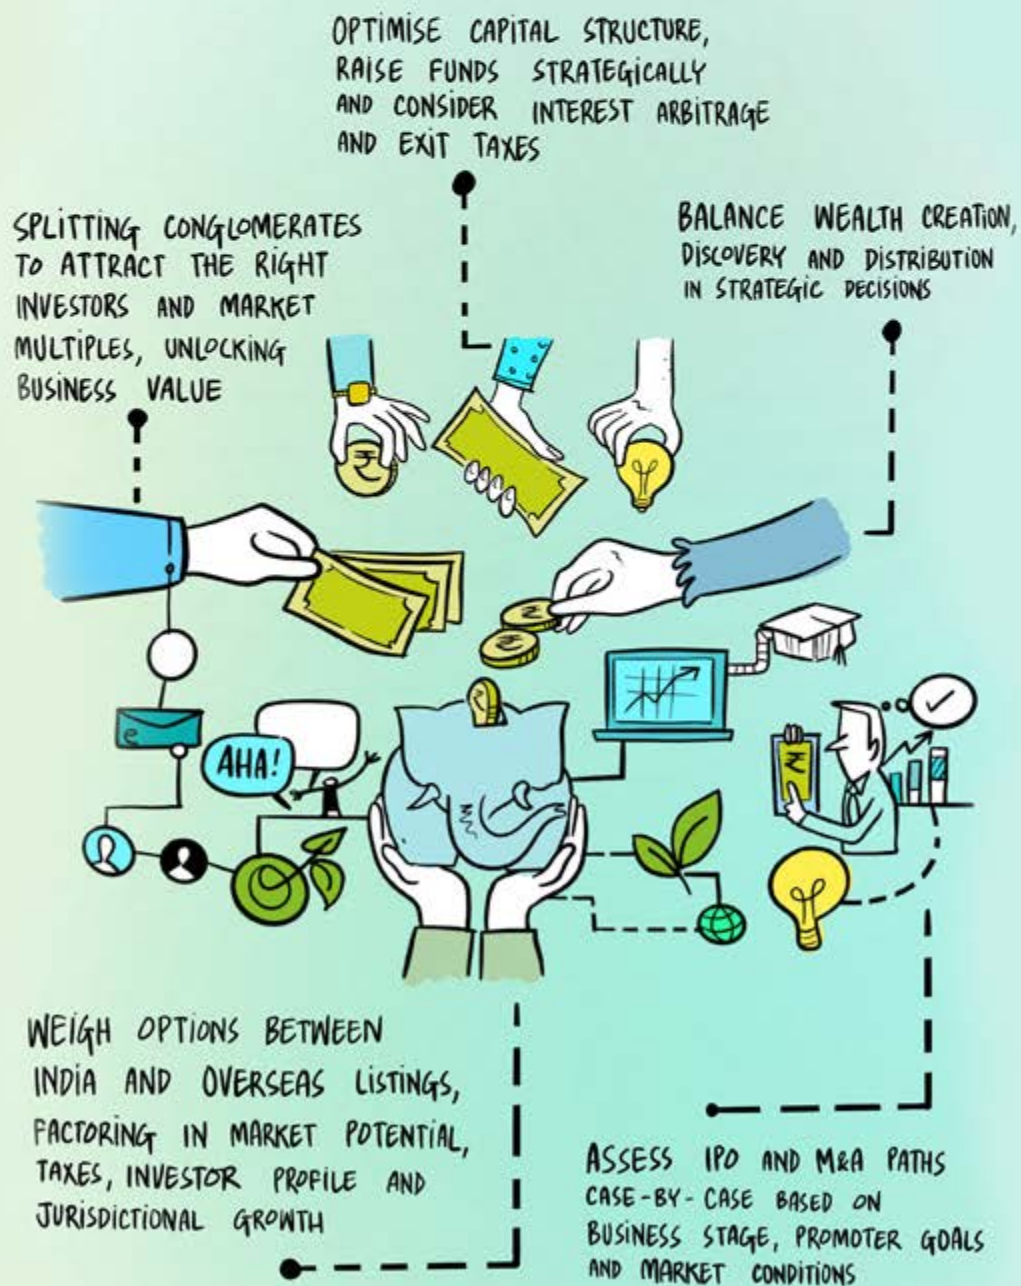 OPTIMISE CAPITAL STRUCTURE,
RAISE FUNDS STRATEGICALLY
AND CONSIDER INTEREST ARBITRAGE
AND EXIT TAXES
SPLITTING CONGLOMERATES
TO ATTRACT THE RIGHT
INVESTORS AND MARKET
MULTIPLES, UNLOCKING
BUSINESS VALUE
BALANCE WEALTH CREATION,
DISCOVERY AND DISTRIBUTION
IN STRATEGIC DECISIONS
₹
₹
₹
₹
e
AHA!
₹
WEIGH OPTIONS BETWEEN
INDIA AND OVERSEAS LISTINGS,
FACTORING IN MARKET POTENTIAL,
TAXES, INVESTOR PROFILE AND
JURISDICTIONAL GROWTH
ASSESS IPO AND M&A PATHS
CASE-BY-CASE BASED ON
BUSINESS STAGE, PROMOTER GOALS
AND MARKET CONDITIONS